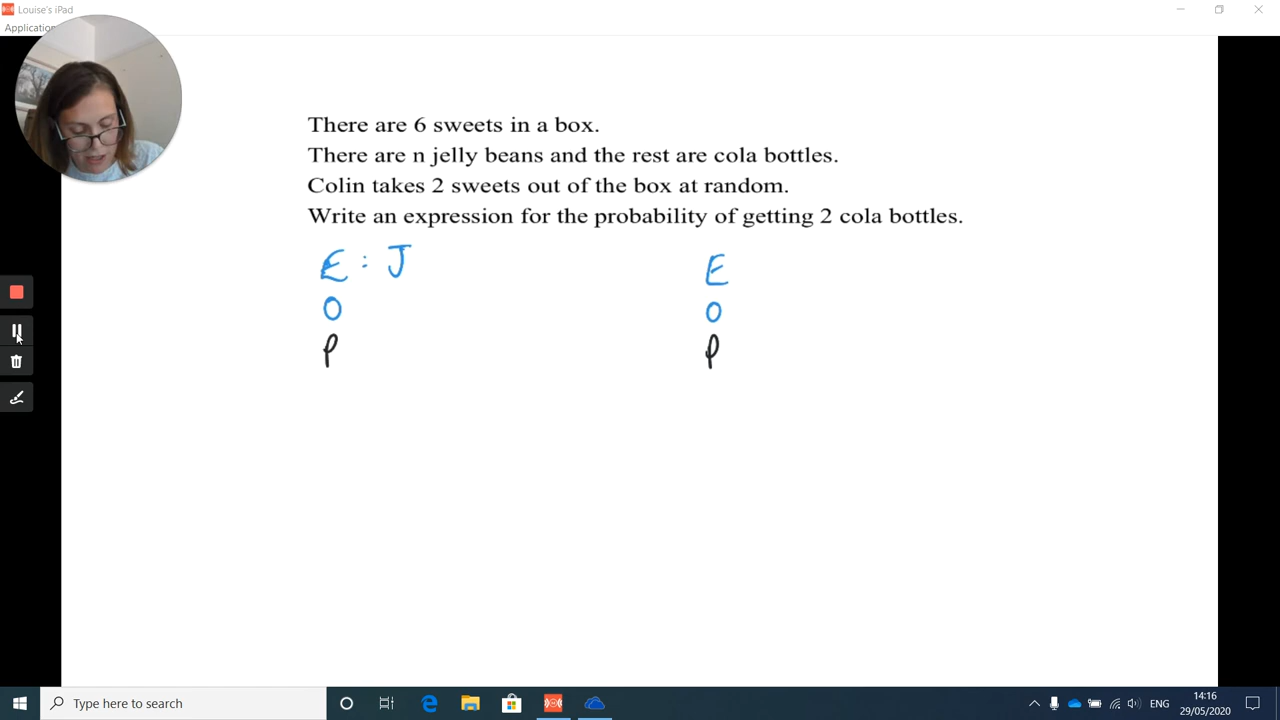 Louise's iPad
Application
There are 6 sweets in a box.
There are n jelly beans and the rest are cola bottles.
Colin takes 2 sweets out of the box at random.
Write an expression for the probability of getting 2 cola bottles.
E : J E
O O
P P
Type here to search
ENG
14:16
29/05/2020